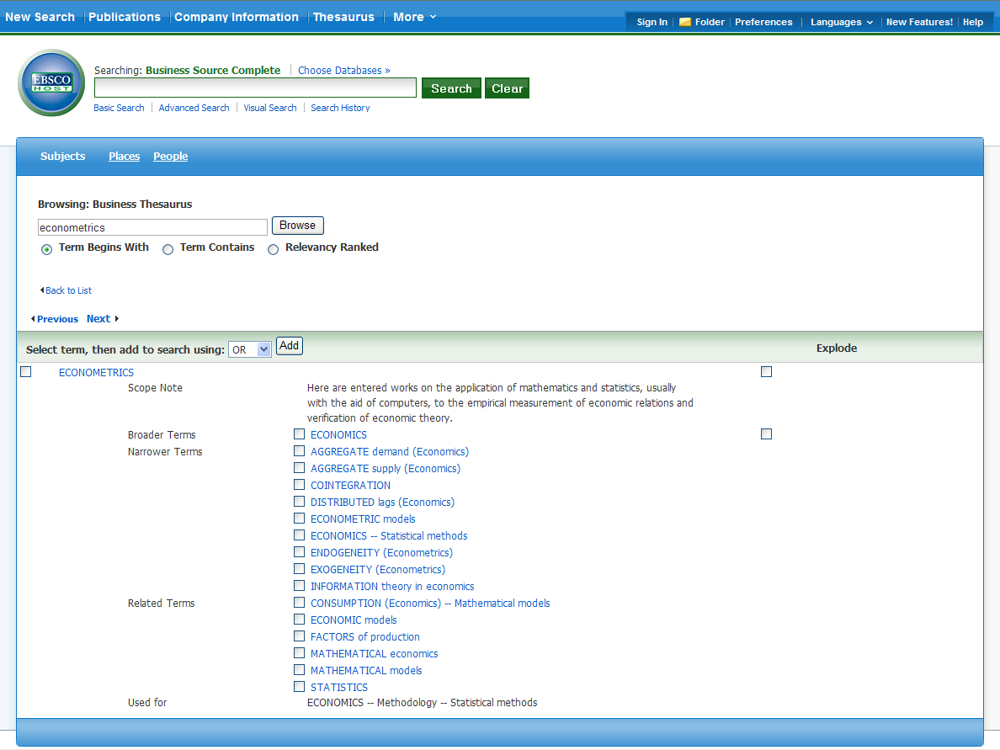 New Search Publications Company Information Thesaurus More
Sign In Folder Preferences Languages New Features! Help
EBSCO
HOST
Searching: Business Source Complete Choose Databases »
Search Clear
Basic Search Advanced Search Visual Search Search History
Subjects Places People
Browsing: Business Thesaurus
econometrics Browse
Term Begins With Term Contains Relevancy Ranked
Back to List
Previous Next
Select term, then add to search using: OR Add Explode
ECONOMETRICS
Scope Note Here are entered works on the application of mathematics and statistics, usually
with the aid of computers, to the empirical measurement of economic relations and
verification of economic theory.
Broader Terms ECONOMICS
Narrower Terms AGGREGATE demand (Economics)
AGGREGATE supply (Economics)
COINTEGRATION
DISTRIBUTED lags (Economics)
ECONOMETRIC models
ECONOMICS -- Statistical methods
ENDOGENEITY (Econometrics)
EXOGENEITY (Econometrics)
INFORMATION theory in economics
Related Terms CONSUMPTION (Economics) -- Mathematical models
ECONOMIC models
FACTORS of production
MATHEMATICAL economics
MATHEMATICAL models
STATISTICS
Used for ECONOMICS -- Methodology -- Statistical methods